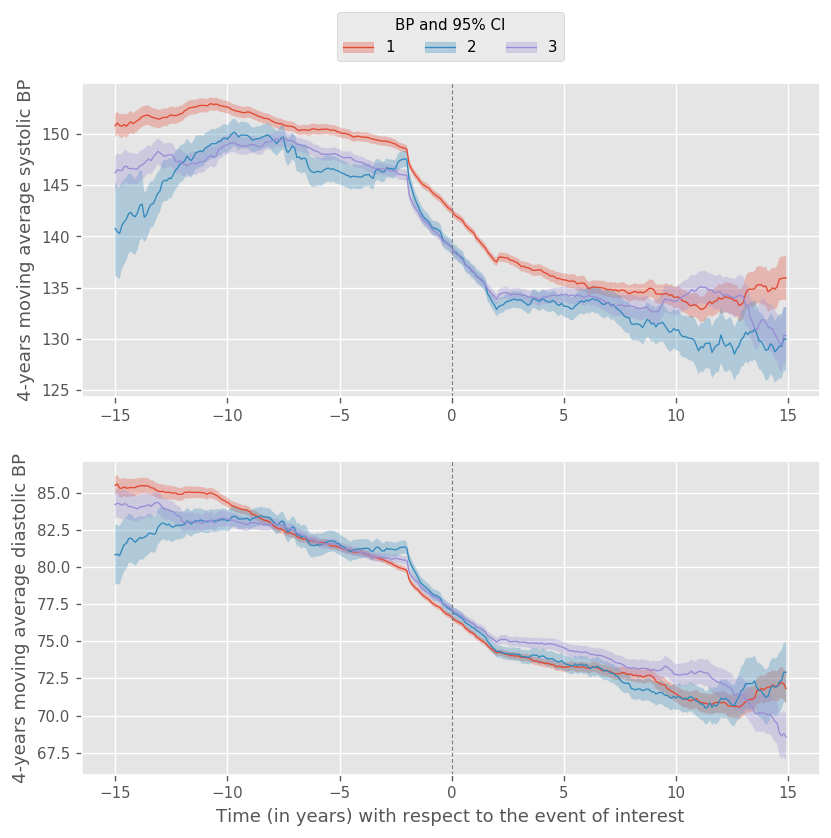 BP and 95% CI
1 2 3
4-years moving average systolic BP
150
145
140
135
130
125
−15 −10 −5 0 5 10 15
4-years moving average diastolic BP
85.0
82.5
80.0
77.5
75.0
72.5
70.0
67.5
−15 −10 −5 0 5 10 15
Time (in years) with respect to the event of interest